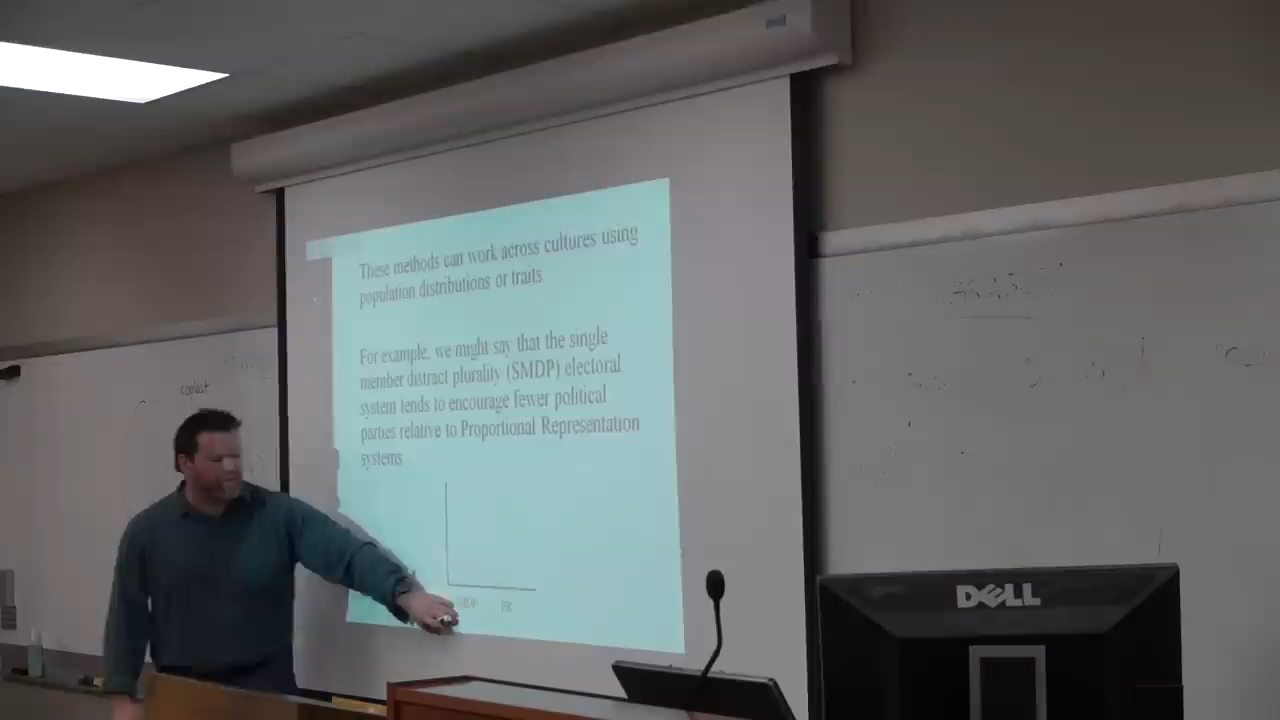 These methods can work across cultures using
population distributions or traits.
For example, we might say that the single
member distract plurality (SMDP) electoral
system tends to encourage fewer political
parties relative to Proportional Representation
systems
PR
DELL